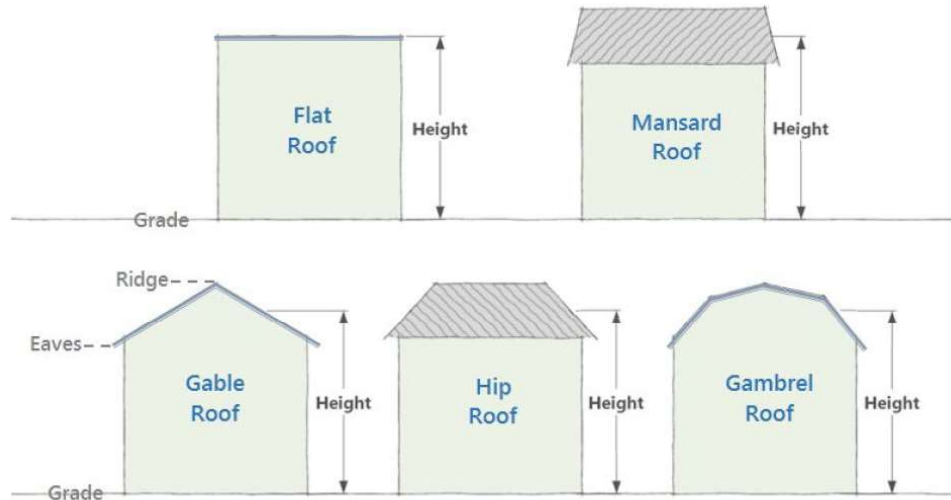 Flat
Roof
Height
Mansard
Roof
Height
Grade
Ridge
Eaves
Gable
Roof
Height
Hip
Roof
Height
Gambrel
Roof
Height
Grade